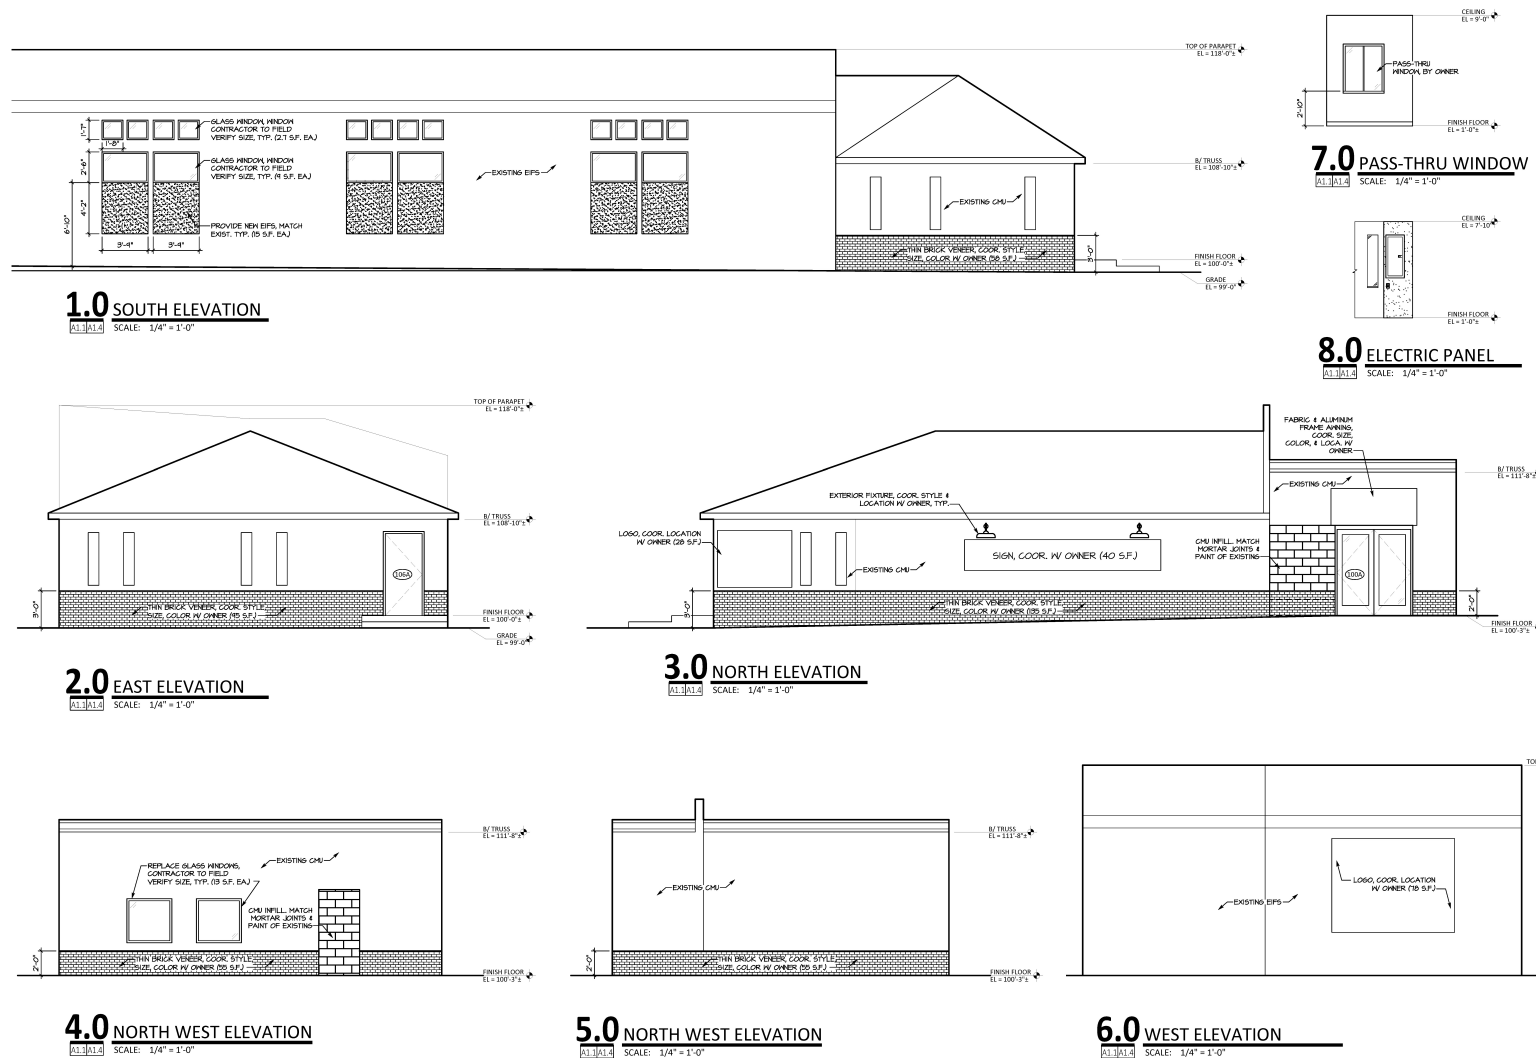 TOP OF PARAPET
EL = 118'-0"±
1'-7"
GLASS WINDOW, WINDOW
CONTRACTOR TO FIELD
VERIFY SIZE, TYP. (2.7 S.F. EA.)
1'-8"
2'-6"
GLASS WINDOW, WINDOW
CONTRACTOR TO FIELD
VERIFY SIZE, TYP. (9 S.F. EA.)
EXISTING EIFS
B/ TRUSS
EL = 108'-10"±
4'-2"
6'-10"
EXISTING CMU
PROVIDE NEW EIFS, MATCH
EXIST. TYP. (15 S.F. EA.)
3'-9"
3'-9"
THIN BRICK VENEER, COOR. STYLE,
SIZE, COLOR W/ OWNER (58 S.F.)
3'-0"
FINISH FLOOR
EL = 100'-0"±
GRADE
EL = 99'-0"
1.0 SOUTH ELEVATION
A1.1 A1.4 SCALE: 1/4" = 1'-0"
CEILING
EL = 9'-0"
PASS-THRU
WINDOW, BY OWNER
2'-10"
FINISH FLOOR
EL = 1'-0"±
7.0 PASS-THRU WINDOW
A1.1 A1.4 SCALE: 1/4" = 1'-0"
CEILING
EL = 7'-10"
FINISH FLOOR
EL = 1'-0"±
8.0 ELECTRIC PANEL
A1.1 A1.4 SCALE: 1/4" = 1'-0"
TOP OF PARAPET
EL = 118'-0"±
B/ TRUSS
EL = 108'-10"±
106A
3'-0"
THIN BRICK VENEER, COOR. STYLE,
SIZE, COLOR W/ OWNER (95 S.F.)
FINISH FLOOR
EL = 100'-0"±
GRADE
EL = 99'-0"
2.0 EAST ELEVATION
A1.1 A1.4 SCALE: 1/4" = 1'-0"
FABRIC & ALUMINUM
FRAME AWNING,
COOR. SIZE,
COLOR, & LOCA. W/
OWNER
B/ TRUSS
EL = 111'-8"±
EXISTING CMU
EXTERIOR FIXTURE, COOR. STYLE &
LOCATION W/ OWNER, TYP.
LOGO, COOR. LOCATION
W/ OWNER (28 S.F.)
SIGN, COOR. W/ OWNER (40 S.F.)
CMU INFILL. MATCH
MORTAR JOINTS &
PAINT OF EXISTING
EXISTING CMU
100A
3'-0"
THIN BRICK VENEER, COOR. STYLE,
SIZE, COLOR W/ OWNER (135 S.F.)
2'-0"
FINISH FLOOR
EL = 100'-3"±
3.0 NORTH ELEVATION
A1.1 A1.4 SCALE: 1/4" = 1'-0"
B/ TRUSS
EL = 111'-8"±
EXISTING CMU
REPLACE GLASS WINDOWS,
CONTRACTOR TO FIELD
VERIFY SIZE, TYP. (13 S.F. EA.)
CMU INFILL. MATCH
MORTAR JOINTS &
PAINT OF EXISTING
2'-0"
THIN BRICK VENEER, COOR. STYLE,
SIZE, COLOR W/ OWNER (55 S.F.)
FINISH FLOOR
EL = 100'-3"±
4.0 NORTH WEST ELEVATION
A1.1 A1.4 SCALE: 1/4" = 1'-0"
B/ TRUSS
EL = 111'-8"±
EXISTING CMU
2'-0"
THIN BRICK VENEER, COOR. STYLE,
SIZE, COLOR W/ OWNER (55 S.F.)
FINISH FLOOR
EL = 100'-3"±
5.0 NORTH WEST ELEVATION
A1.1 A1.4 SCALE: 1/4" = 1'-0"
LOGO, COOR. LOCATION
W/ OWNER (78 S.F.)
EXISTING EIFS
6.0 WEST ELEVATION
A1.1 A1.4 SCALE: 1/4" = 1'-0"